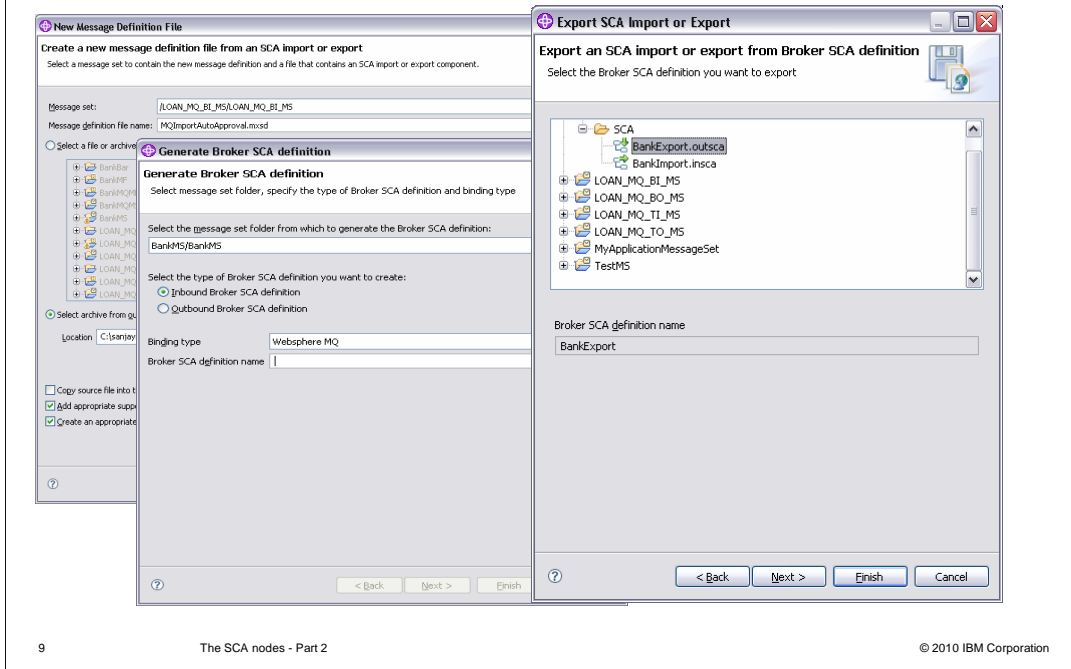 New Message Definition File
Create a new message definition file from an SCA import or export
Select a message set to contain the new message definition and a file that contains an SCA import or export component.
Message set: /LOAN_MQ_BI_MS/LOAN_MQ_BI_MS
Message definition file name: MQImportAutoApproval.mxsd
Select a file or archive
BankBar
BankMF
BankMQM
BankMQM
BankMS
LOAN_MQ
LOAN_MQ
LOAN_MQ
LOAN_MQ
LOAN_MQ
LOAN_MQ
Select archive from ou
Location C:\sanjay
Copy source file into t
Add appropriate supp
Create an appropriate
Generate Broker SCA definition
Generate Broker SCA definition
Select message set folder, specify the type of Broker SCA definition and binding type
Select the message set folder from which to generate the Broker SCA definition:
BankMS/BankMS
Select the type of Broker SCA definition you want to create:
Inbound Broker SCA definition
Outbound Broker SCA definition
Binding type Websphere MQ
Broker SCA definition name
< Back Next > Finish
Export SCA Import or Export
Export an SCA import or export from Broker SCA definition
Select the Broker SCA definition you want to export
SCA
BankExport.outsca
BankImport.insca
LOAN_MQ_BI_MS
LOAN_MQ_BO_MS
LOAN_MQ_TI_MS
LOAN_MQ_TO_MS
MyApplicationMessageSet
TestMS
Broker SCA definition name
BankExport
< Back Next > Finish Cancel
9 The SCA nodes - Part 2 © 2010 IBM Corporation